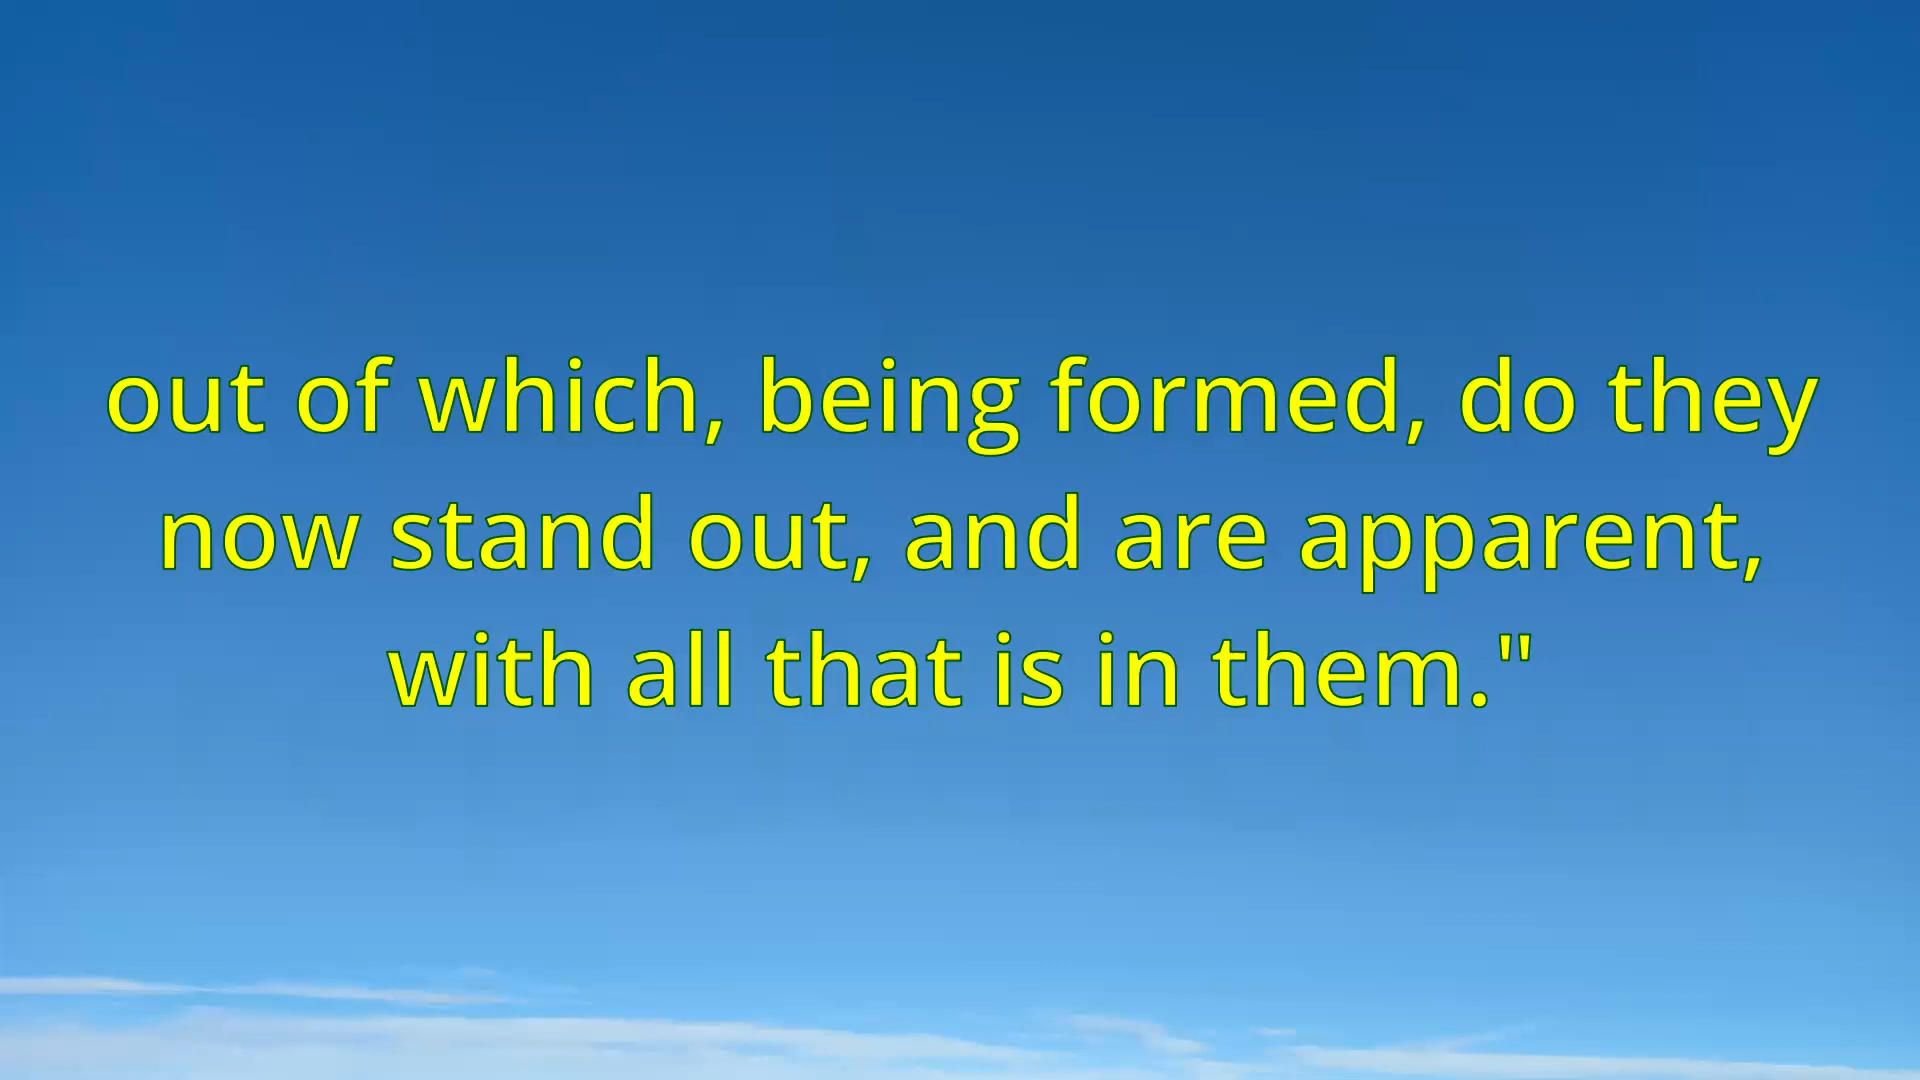 out of which, being formed, do they
now stand out, and are apparent,
with all that is in them."